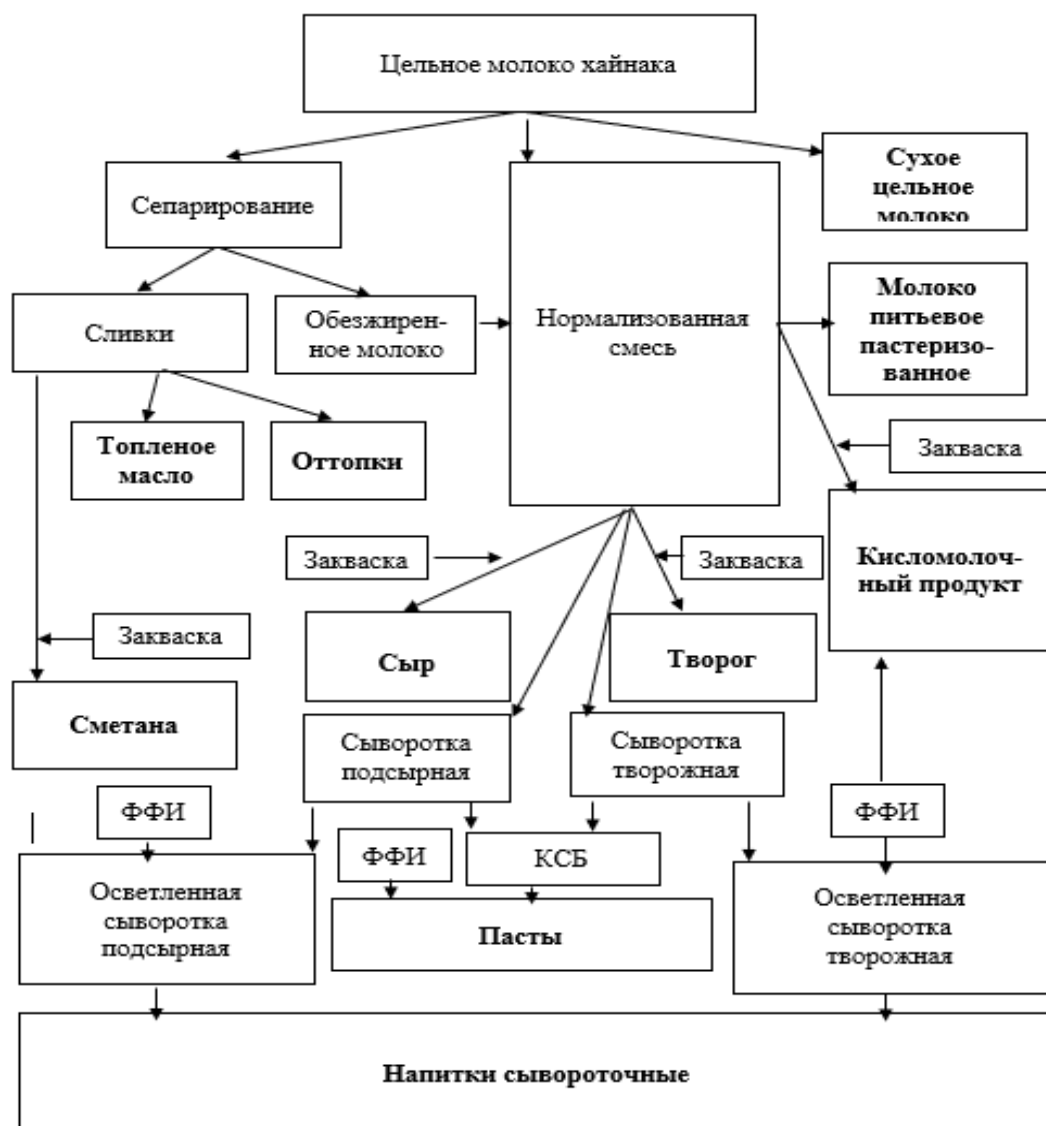 Цельное молоко хайнака
Сепарирование
Сухое
цельное
молоко
Сливки
Обезжирен-
ное молоко
Нормализованная
смесь
Молоко
питьевое
пастеризо-
ванное
Топленое
масло
Оттопки
Закваска
Закваска
Закваска
Кисломолоч-
ный продукт
Закваска
Сыр
Творог
Сметана
Сыворотка
подсырная
Сыворотка
творожная
ФФИ
ФФИ
КСБ
ФФИ
Осветленная
сыворотка
подсырная
Пасты
Осветленная
сыворотка
творожная
Напитки сывороточные